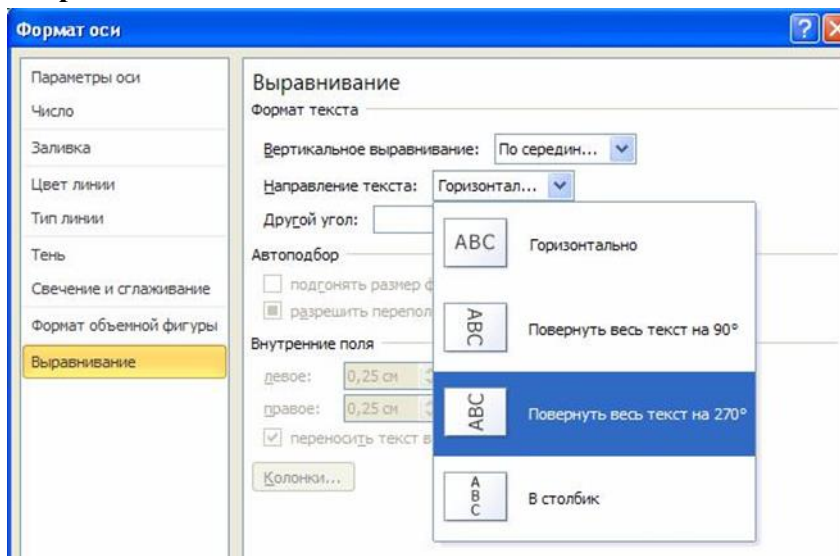 Формат оси
Параметры оси
Число
Заливка
Цвет линии
Тип линии
Тень
Свечение и сглаживание
Формат объемной фигуры
Выравнивание
Выравнивание
Формат текста
Вертикальное выравнивание: По середин...
Направление текста: Горизонтал...
Другой угол:
ABC Горизонтально
ABC Повернуть весь текст на 90°
ABC Повернуть весь текст на 270°
ABC В столбик
Автоподбор
подгонять размер
разрешить перепол
Внутренние поля
левое: 0,25 см
правое: 0,25 см
переносить текст в
Колонки...